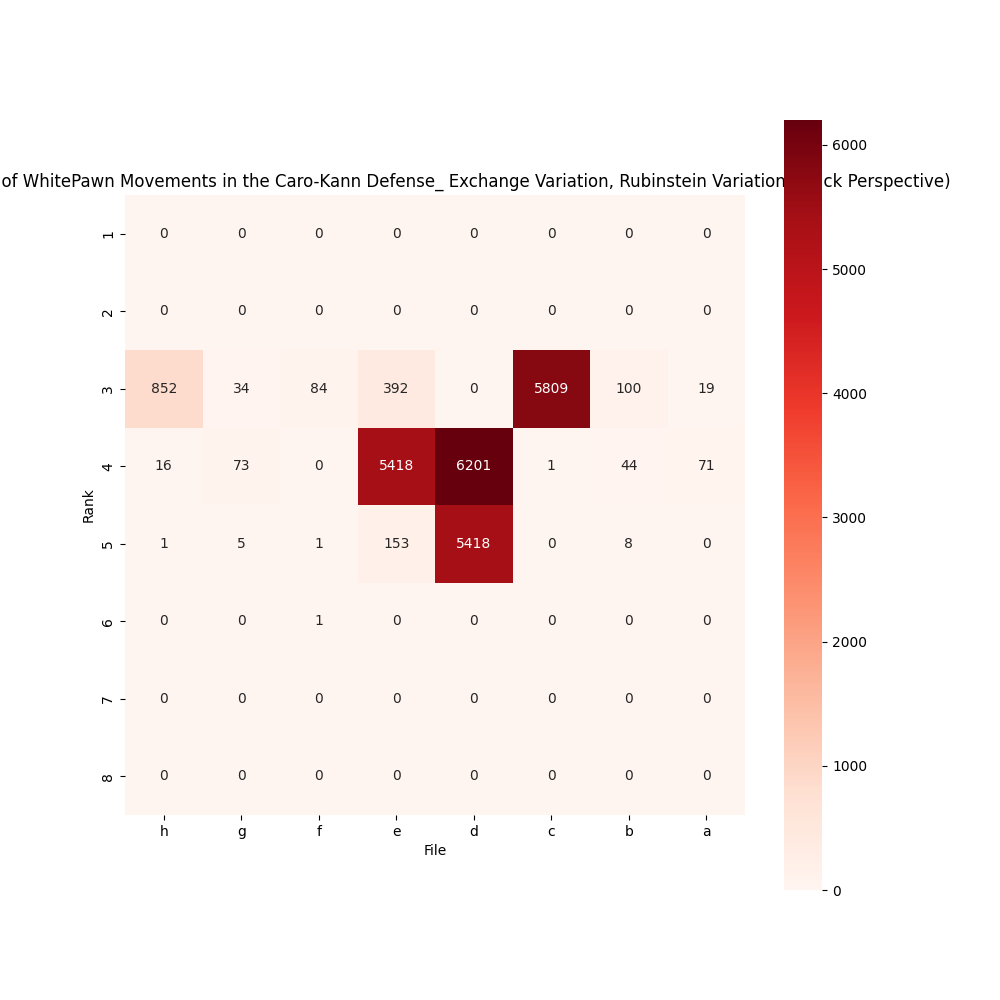 of WhitePawn Movements in the Caro-Kann Defense_ Exchange Variation, Rubinstein Variation ck Perspective)
6000
5000
4000
3000
2000
1000
0
Rank
1 0 0 0 0 0 0 0 0
2 0 0 0 0 0 0 0 0
3 852 34 84 392 0 5809 100 19
4 16 73 0 5418 6201 1 44 71
5 1 5 1 153 5418 0 8 0
6 0 0 1 0 0 0 0 0
7 0 0 0 0 0 0 0 0
8 0 0 0 0 0 0 0 0
h g f e d c b a
File